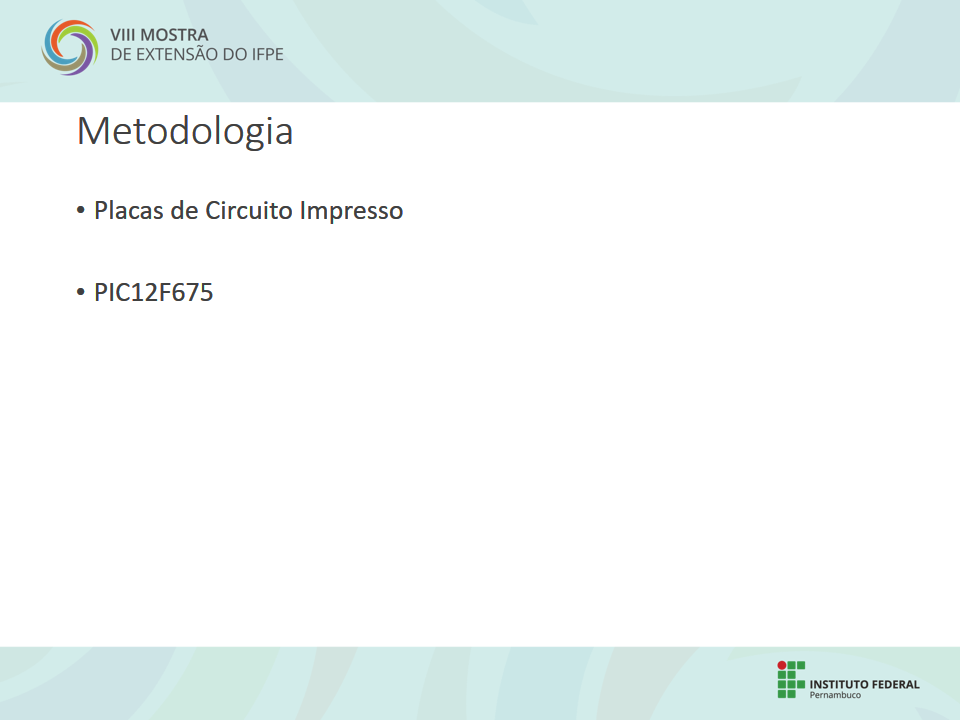 VIII MOSTRA
DE EXTENSÃO DO IFPE
Metodologia
• Placas de Circuito Impresso
• PIC12F675
INSTITUTO FEDERAL
Pernambuco